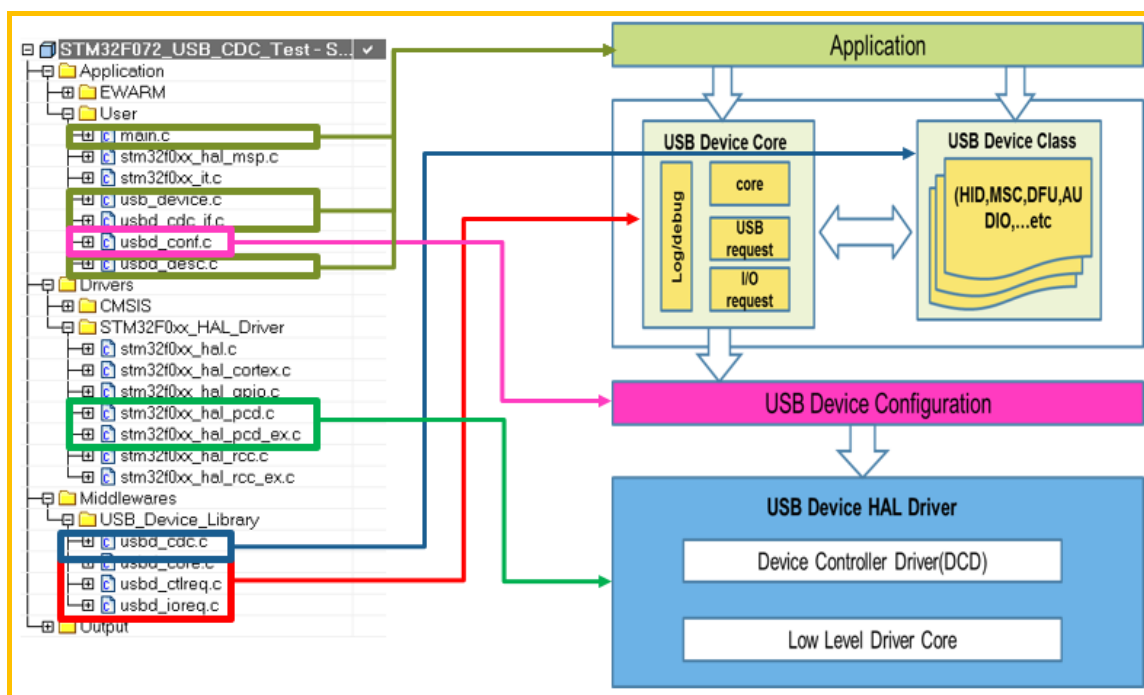 STM32F072_USB_CDC_Test - S...
Application
EWARM
User
main.c
stm32f0xx_hal_msp.c
stm32f0xx_it.c
usb_device.c
usbd_cdc_if.c
usbd_conf.c
usbd_desc.c
Drivers
CMSIS
STM32F0xx_HAL_Driver
stm32f0xx_hal.c
stm32f0xx_hal_cortex.c
stm32f0xx_hal_gpio.c
stm32f0xx_hal_pcd.c
stm32f0xx_hal_pcd_ex.c
stm32f0xx_hal_rcc.c
stm32f0xx_hal_rcc_ex.c
Middlewares
USB_Device_Library
usbd_cdc.c
usbd_core.c
usbd_ctlreq.c
usbd_ioreq.c
Output
Application
USB Device Core
Log/debug
core
USB
request
I/O
request
USB Device Class
(HID,MSC,DFU,AU
DIO,...etc
USB Device Configuration
USB Device HAL Driver
Device Controller Driver(DCD)
Low Level Driver Core